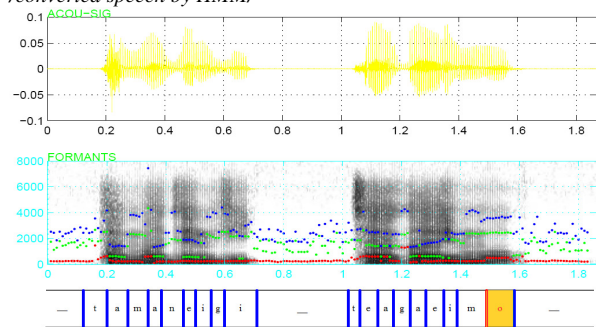 (converted speech by HMM)
ACOU-SIG
0.1
0.05
0
−0.05
−0.1
0 0.2 0.4 0.6 0.8 1 1.2 1.4 1.6 1.8
FORMANTS
8000
6000
4000
2000
0
0 0.2 0.4 0.6 0.8 1 1.2 1.4 1.6 1.8
— t a m a n e i g i — t e a g a e i m o —